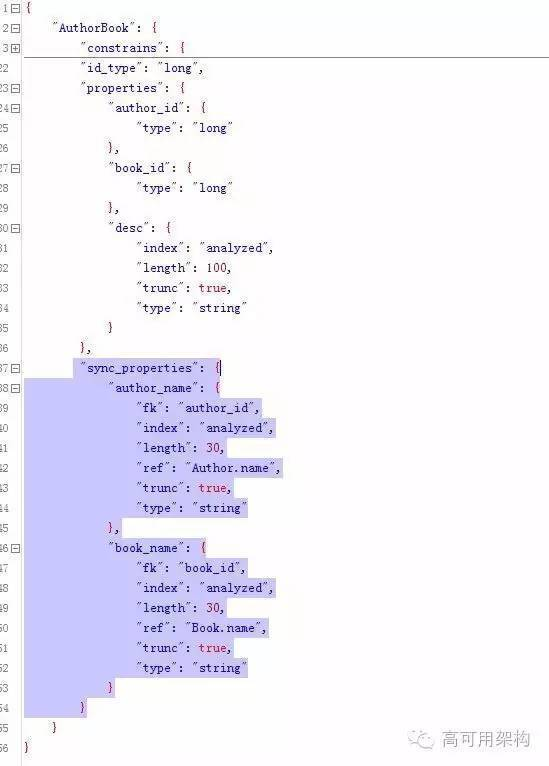 1 {
2 "AuthorBook": {
3 "constrains": {
22 "id_type": "long",
23 "properties": {
24 "author_id": {
25 "type": "long"
26 },
27 "book_id": {
28 "type": "long"
29 },
30 "desc": {
31 "index": "analyzed",
32 "length": 100,
33 "trunc": true,
34 "type": "string"
35 }
36 },
37 "sync_properties": {
38 "author_name": {
39 "fk": "author_id",
40 "index": "analyzed",
41 "length": 30,
42 "ref": "Author.name",
43 "trunc": true,
44 "type": "string"
45 },
46 "book_name": {
47 "fk": "book_id",
48 "index": "analyzed",
49 "length": 30,
50 "ref": "Book.name",
51 "trunc": true,
52 "type": "string"
53 }
54 }
55 }
56 }
高可用架构